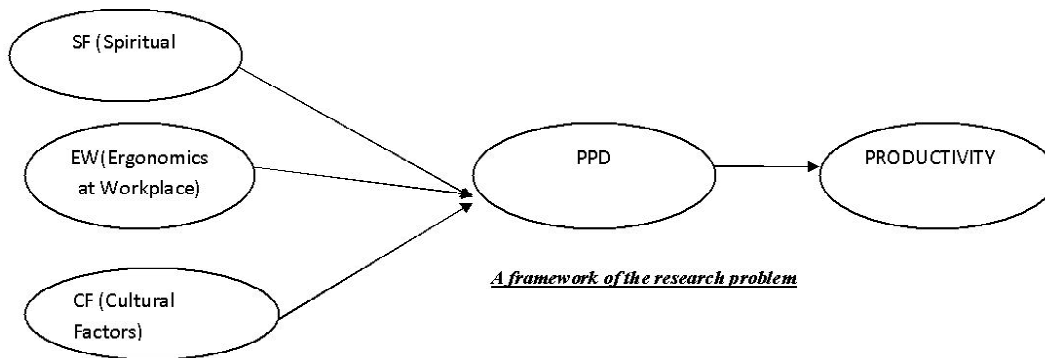 SF (Spiritual
EW(Ergonomics
at Workplace)
CF (Cultural
Factors)
PPD
PRODUCTIVITY
A framework of the research problem